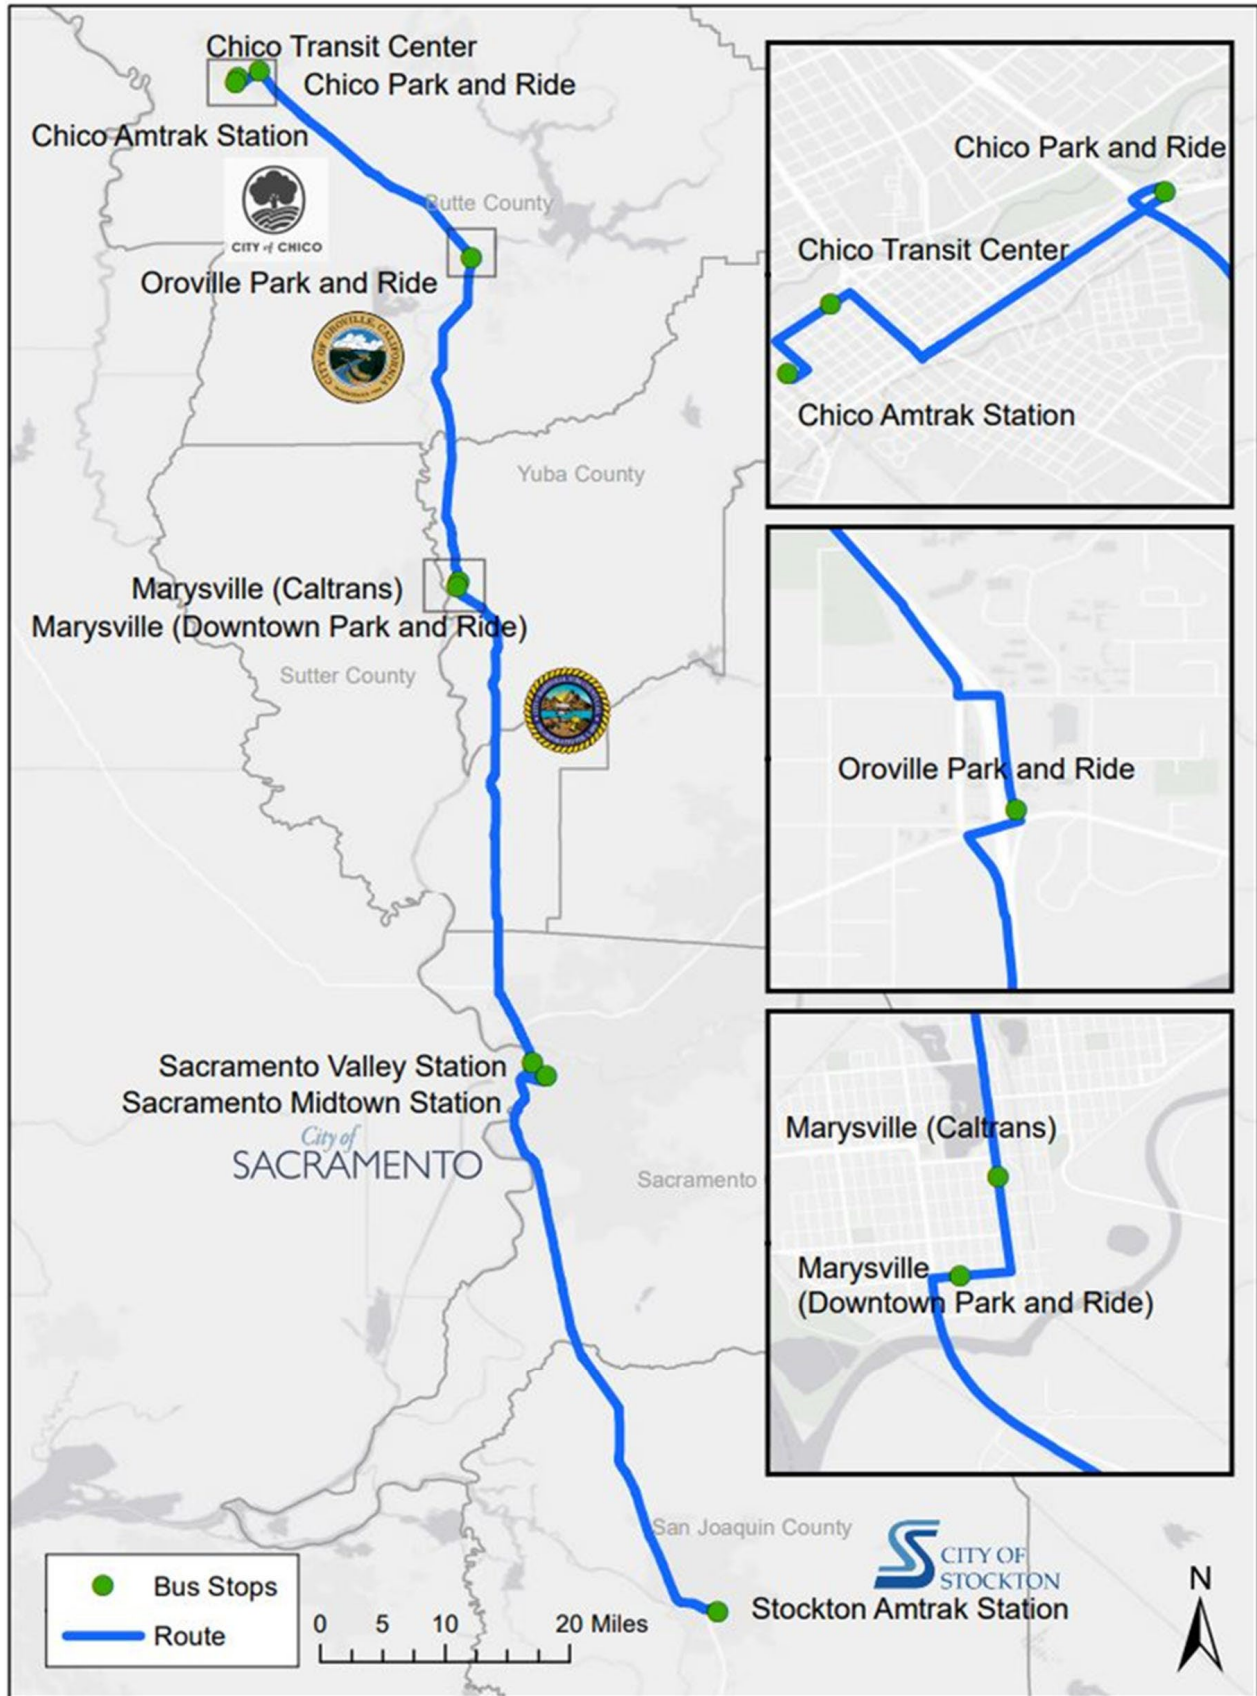 Chico Transit Center
Chico Park and Ride
Chico Amtrak Station
CITY of CHICO
Butte County
Oroville Park and Ride
CITY OF OROVILLE, CALIFORNIA
Yuba County
Marysville (Caltrans)
Marysville (Downtown Park and Ride)
Sutter County
Sacramento Valley Station
Sacramento Midtown Station
City of
SACRAMENTO
Sacramento
San Joaquin County
CITY OF
STOCKTON
Stockton Amtrak Station
Bus Stops
Route
0 5 10 20 Miles
N
Chico Park and Ride
Chico Transit Center
Chico Amtrak Station
Oroville Park and Ride
Marysville (Caltrans)
Marysville
(Downtown Park and Ride)